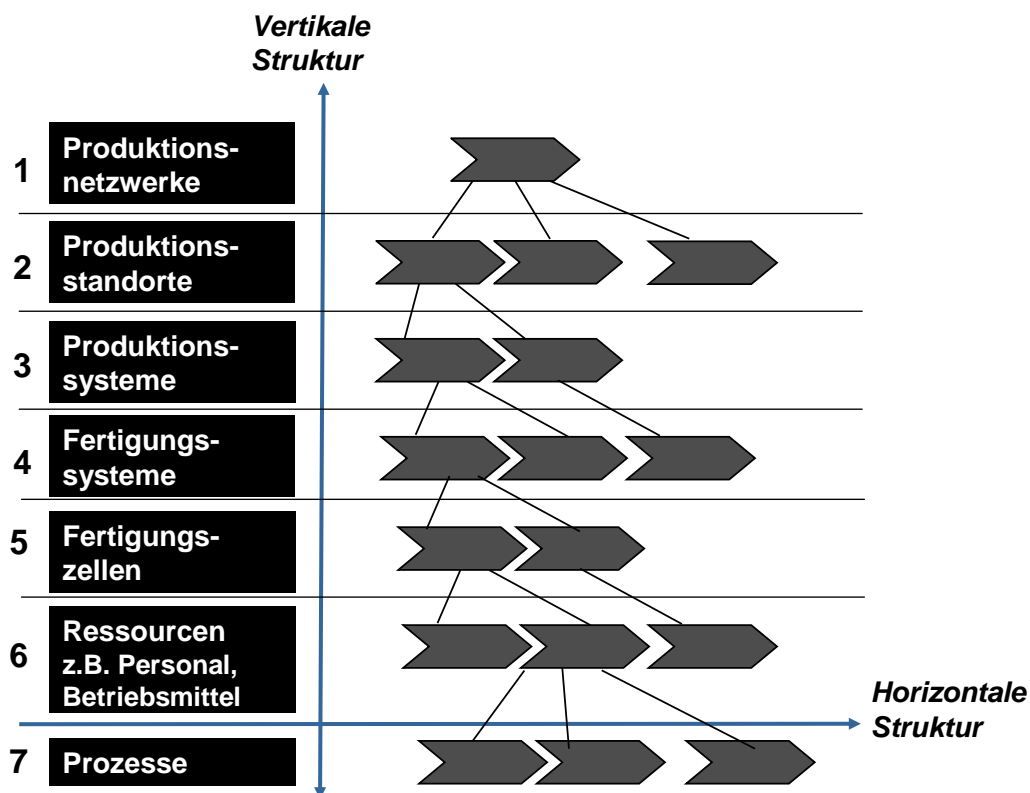 Vertikale
Struktur
1
Produktions-
netzwerke
2
Produktions-
standorte
3
Produktions-
systeme
4
Fertigungs-
systeme
5
Fertigungs-
zellen
6
Ressourcen
z.B. Personal,
Betriebsmittel
Horizontale
Struktur
7
Prozesse